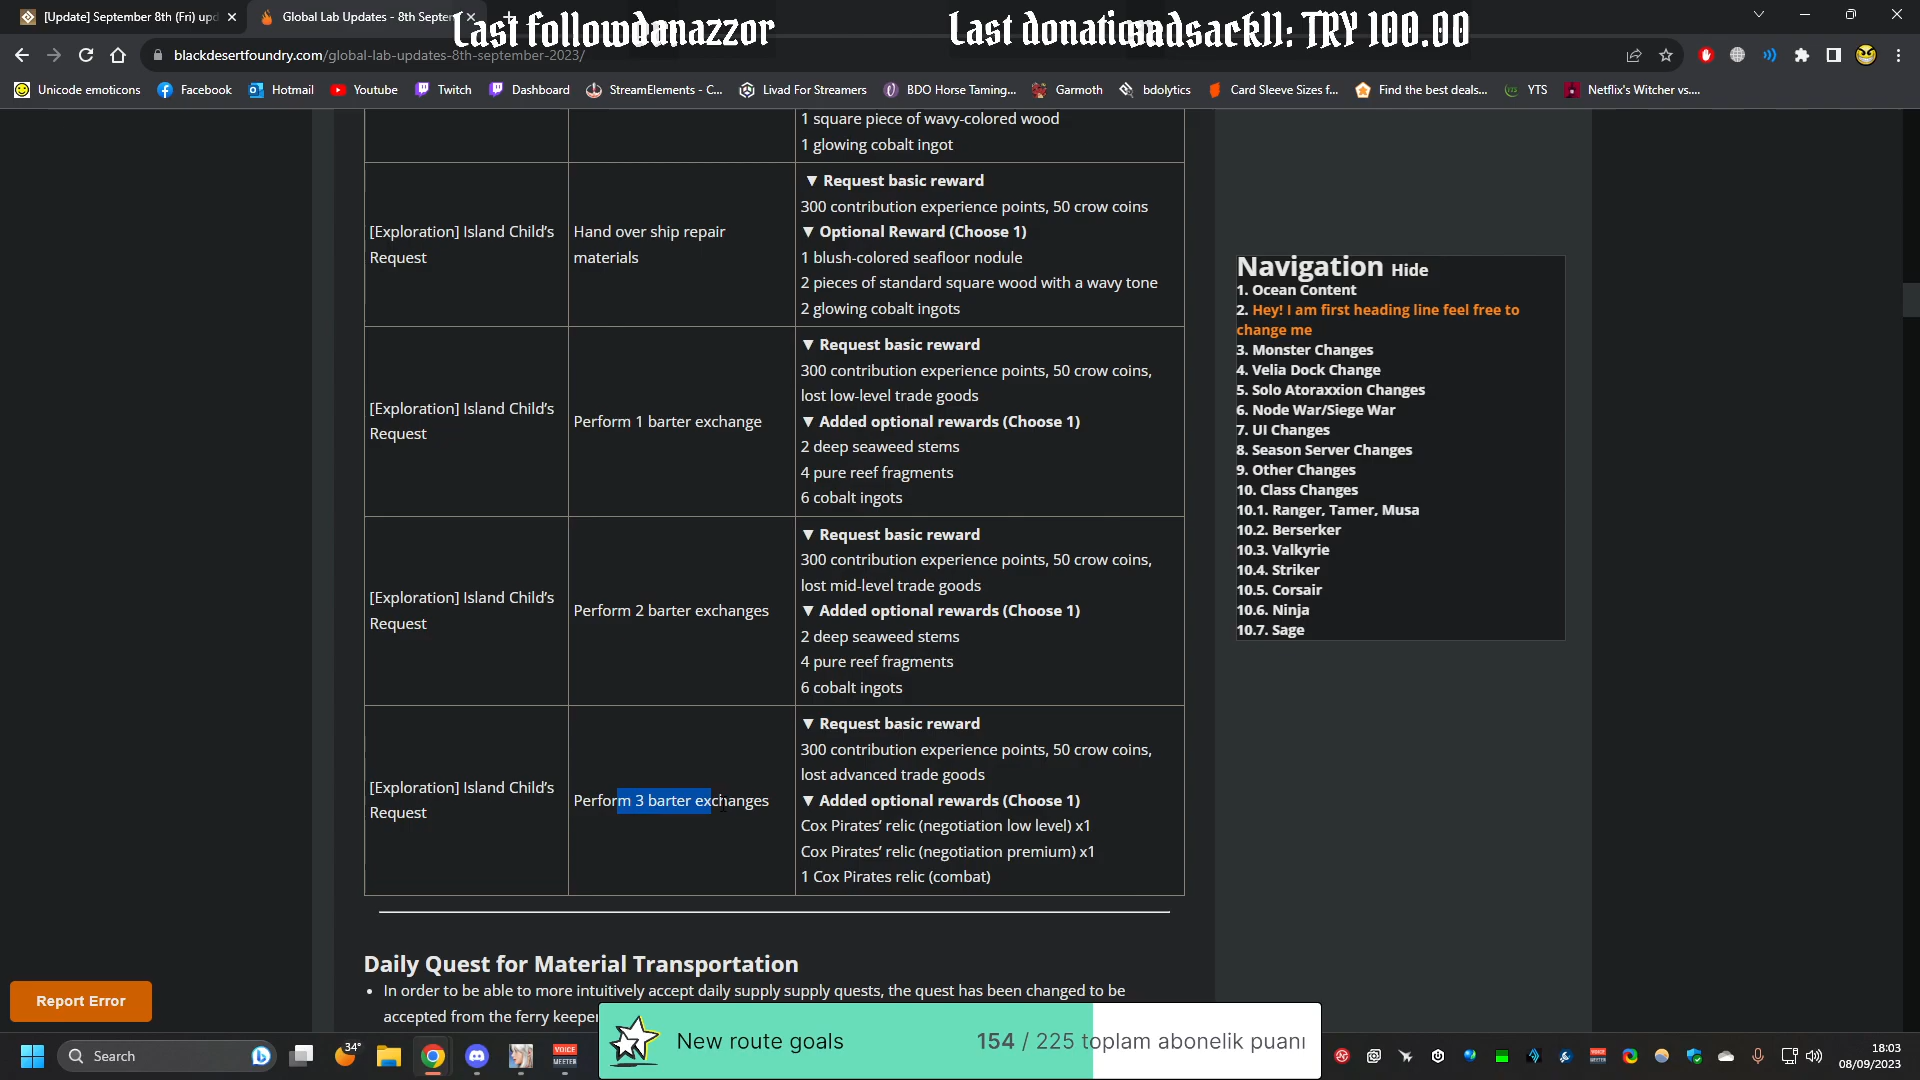 [Update] September 8th (Fri) upd
Global Lab Updates - 8th Septem
Last follower
danazzor
Last donation
sadsackll: TRY 100.00
blackdesertfoundry.com/global-lab-updates-8th-september-2023/
Unicode emoticons
Facebook
Hotmail
Youtube
Twitch
Dashboard
StreamElements - C...
Livad For Streamers
BDO Horse Taming...
Garmoth
bdolytics
Card Sleeve Sizes f...
Find the best deals...
YTS
Netflix's Witcher vs....
1 square piece of wavy-colored wood
1 glowing cobalt ingot
[Exploration] Island Child's
Request
Hand over ship repair
materials
▼ Request basic reward
300 contribution experience points, 50 crow coins
▼ Optional Reward (Choose 1)
1 blush-colored seafloor nodule
2 pieces of standard square wood with a wavy tone
2 glowing cobalt ingots
[Exploration] Island Child's
Request
Perform 1 barter exchange
▼ Request basic reward
300 contribution experience points, 50 crow coins,
lost low-level trade goods
▼ Added optional rewards (Choose 1)
2 deep seaweed stems
4 pure reef fragments
6 cobalt ingots
[Exploration] Island Child's
Request
Perform 2 barter exchanges
▼ Request basic reward
300 contribution experience points, 50 crow coins,
lost mid-level trade goods
▼ Added optional rewards (Choose 1)
2 deep seaweed stems
4 pure reef fragments
6 cobalt ingots
[Exploration] Island Child's
Request
Perform 3 barter exchanges
▼ Request basic reward
300 contribution experience points, 50 crow coins,
lost advanced trade goods
▼ Added optional rewards (Choose 1)
Cox Pirates' relic (negotiation low level) x1
Cox Pirates' relic (negotiation premium) x1
1 Cox Pirates relic (combat)
Daily Quest for Material Transportation
• In order to be able to more intuitively accept daily supply supply quests, the quest has been changed to be
accepted from the ferry keeper
Navigation Hide
1. Ocean Content
2. Hey! I am first heading line feel free to
change me
3. Monster Changes
4. Velia Dock Change
5. Solo Atoraxxion Changes
6. Node War/Siege War
7. UI Changes
8. Season Server Changes
9. Other Changes
10. Class Changes
10.1. Ranger, Tamer, Musa
10.2. Berserker
10.3. Valkyrie
10.4. Striker
10.5. Corsair
10.6. Ninja
10.7. Sage
Report Error
New route goals
154 / 225 toplam abonelik puanı
Search
34°
VOICE
MEETER
18:03
08/09/2023